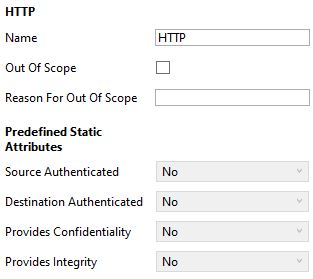 HTTP
Name HTTP
Out Of Scope
Reason For Out Of Scope
Predefined Static
Attributes
Source Authenticated No
Destination Authenticated No
Provides Confidentiality No
Provides Integrity No